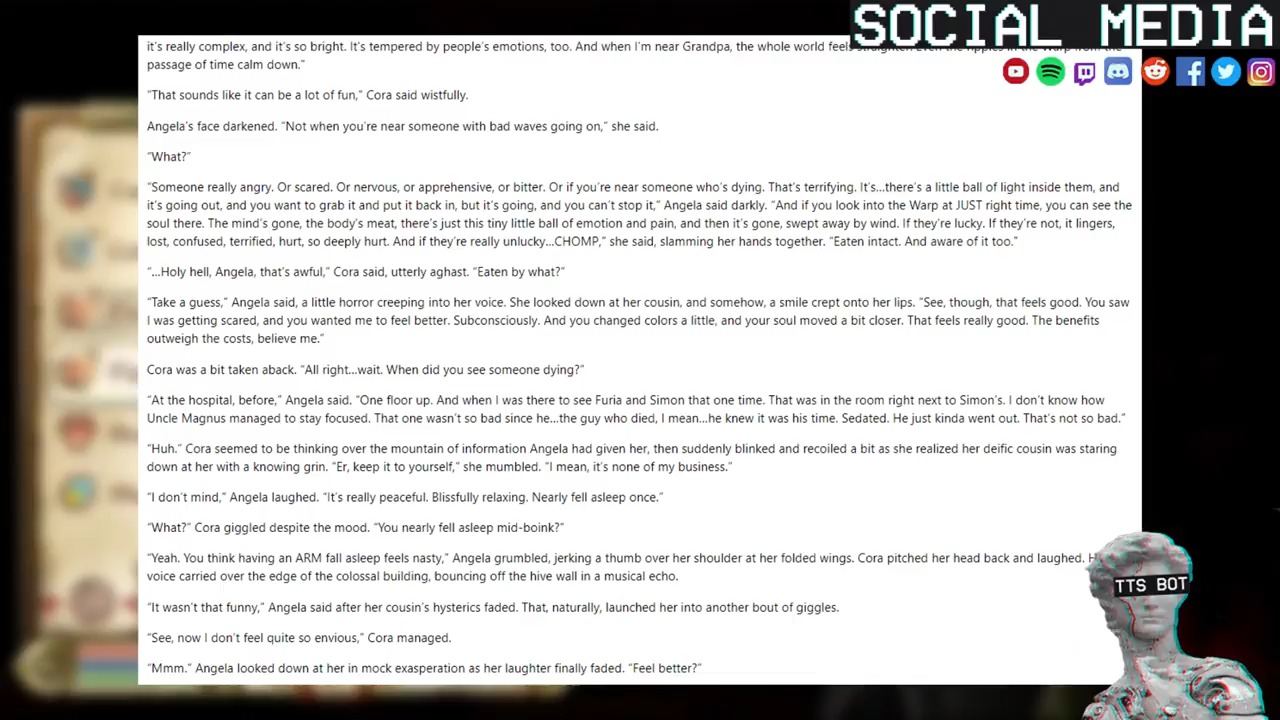 SOCIAL MEDIA
it's really complex, and it's so bright. It's tempered by people's emotions, too. And when I'm near Grandpa, the whole world feels straighter. Even the ripples in the Warp from the
passage of time calm down.”
“That sounds like it can be a lot of fun,” Cora said wistfully.
Angela's face darkened. “Not when you're near someone with bad waves going on,” she said.
“What?”
“Someone really angry. Or scared. Or nervous, or apprehensive, or bitter. Or if you're near someone who's dying. That's terrifying. It's…there's a little ball of light inside them, and
it's going out, and you want to grab it and put it back in, but it's going, and you can't stop it,” Angela said darkly. “And if you look into the Warp at JUST right time, you can see the
soul there. The mind's gone, the body's meat, there's just this tiny little ball of emotion and pain, and then it's gone, swept away by wind. If they're lucky. If they're not, it lingers,
lost, confused, terrified, hurt, so deeply hurt. And if they're really unlucky…CHOMP,” she said, slamming her hands together. “Eaten intact. And aware of it too.”
“…Holy hell, Angela, that's awful,” Cora said, utterly aghast. “Eaten by what?”
“Take a guess,” Angela said, a little horror creeping into her voice. She looked down at her cousin, and somehow, a smile crept onto her lips. “See, though, that feels good. You saw
I was getting scared, and you wanted me to feel better. Subconsciously. And you changed colors a little, and your soul moved a bit closer. That feels really good. The benefits
outweigh the costs, believe me.”
Cora was a bit taken aback. “All right…wait. When did you see someone dying?”
“At the hospital, before,” Angela said. “One floor up. And when I was there to see Furia and Simon that one time. That was in the room right next to Simon's. I don't know how
Uncle Magnus managed to stay focused. That one wasn't so bad since he…the guy who died, I mean…he knew it was his time. Sedated. He just kinda went out. That's not so bad.”
“Huh.” Cora seemed to be thinking over the mountain of information Angela had given her, then suddenly blinked and recoiled a bit as she realized her deific cousin was staring
down at her with a knowing grin. “Er, keep it to yourself,” she mumbled. “I mean, it's none of my business.”
“I don't mind,” Angela laughed. “It's really peaceful. Blissfully relaxing. Nearly fell asleep once.”
“What?” Cora giggled despite the mood. “You nearly fell asleep mid-boink?”
“Yeah. You think having an ARM fall asleep feels nasty,” Angela grumbled, jerking a thumb over her shoulder at her folded wings. Cora pitched her head back and laughed.
voice carried over the edge of the colossal building, bouncing off the hive wall in a musical echo.
“It wasn't that funny,” Angela said after her cousin's hysterics faded. That, naturally, launched her into another bout of giggles.
“See, now I don't feel quite so envious,” Cora managed.
“Mmm.” Angela looked down at her in mock exasperation as her laughter finally faded. “Feel better?”
TTS BOT